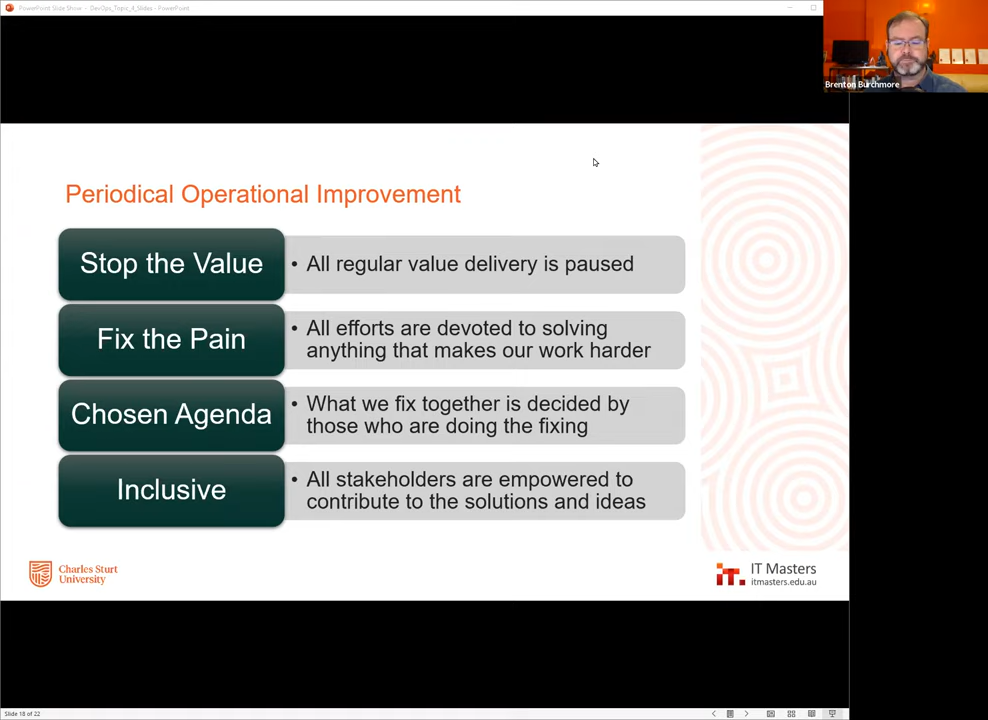 PowerPoint Slide Show - DevOps_Topic_4_Slides - PowerPoint
Brenton Burchmore
Periodical Operational Improvement
Stop the Value
• All regular value delivery is paused
Fix the Pain
• All efforts are devoted to solving
anything that makes our work harder
Chosen Agenda
• What we fix together is decided by
those who are doing the fixing
Inclusive
• All stakeholders are empowered to
contribute to the solutions and ideas
Charles Sturt
University
IT Masters
itmasters.edu.au
Slide 18 of 22